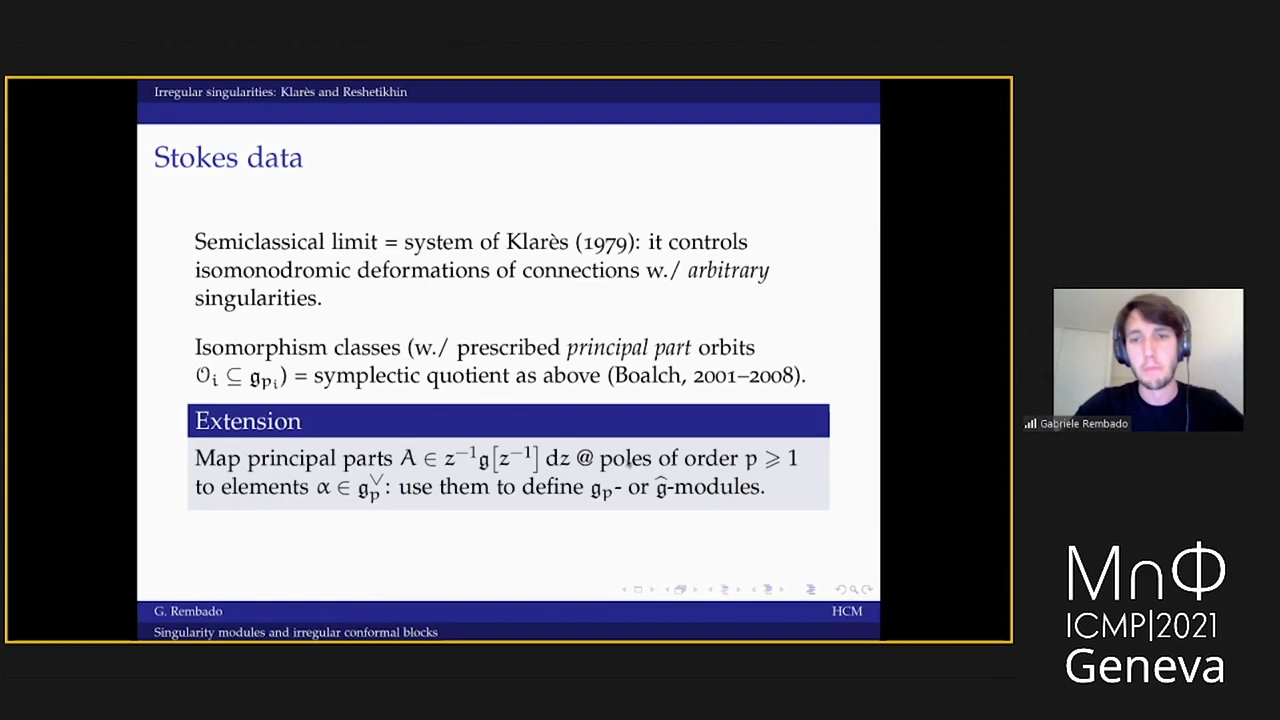 Irregular singularities: Klarès and Reshetikhin
Stokes data
Semiclassical limit = system of Klarès (1979): it controls
isomonodromic deformations of connections w./ arbitrary
singularities.
Isomorphism classes (w./ prescribed principal part orbits
𝒪ᵢ ⊆ 𝔤ₚᵢ) = symplectic quotient as above (Boalch, 2001–2008).
Extension
Map principal parts A ∈ z⁻¹𝔤[z⁻¹] dz @ poles of order p ⩾ 1
to elements α ∈ 𝔤ₚ^∨: use them to define 𝔤ₚ- or 𝔤̂-modules.
G. Rembado
HCM
Singularity modules and irregular conformal blocks
Gabriele Rembado
M∩Φ
ICMP|2021
Geneva